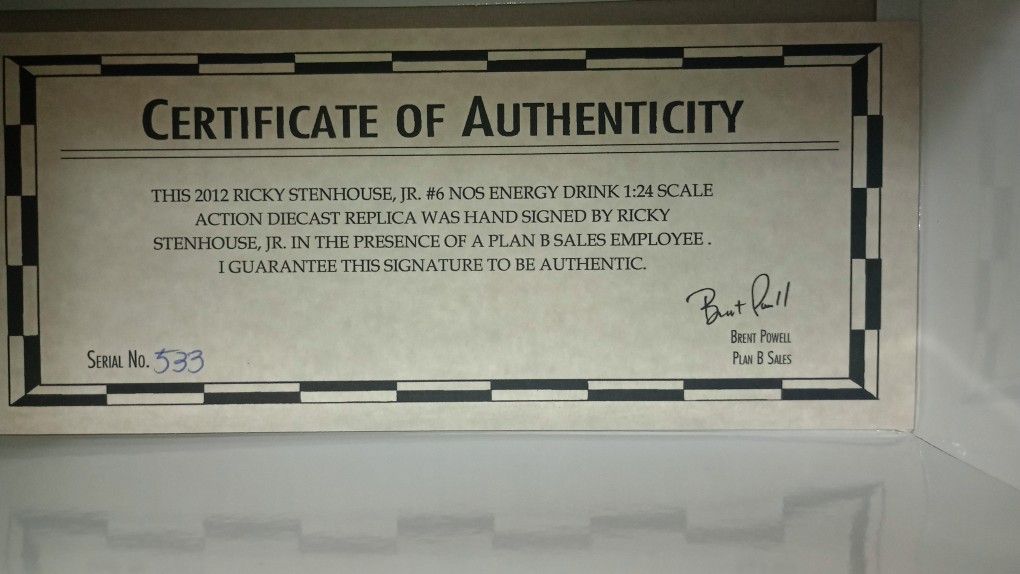 CERTIFICATE OF AUTHENTICITY
THIS 2012 RICKY STENHOUSE, JR. #6 NOS ENERGY DRINK 1:24 SCALE
ACTION DIECAST REPLICA WAS HAND SIGNED BY RICKY
STENHOUSE, JR. IN THE PRESENCE OF A PLAN B SALES EMPLOYEE .
I GUARANTEE THIS SIGNATURE TO BE AUTHENTIC.
Brent Powell
BRENT POWELL
PLAN B SALES
SERIAL NO. 533